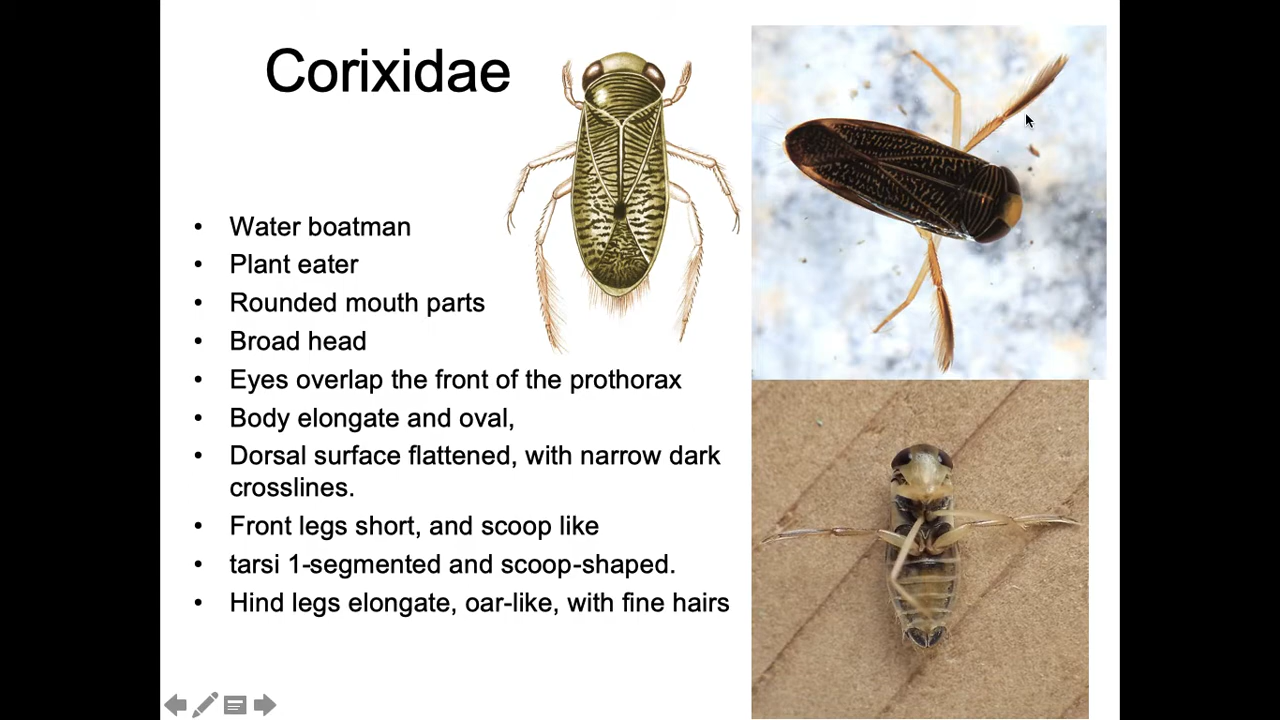 Corixidae
• Water boatman
• Plant eater
• Rounded mouth parts
• Broad head
• Eyes overlap the front of the prothorax
• Body elongate and oval,
• Dorsal surface flattened, with narrow dark
crosslines.
• Front legs short, and scoop like
• tarsi 1-segmented and scoop-shaped.
• Hind legs elongate, oar-like, with fine hairs